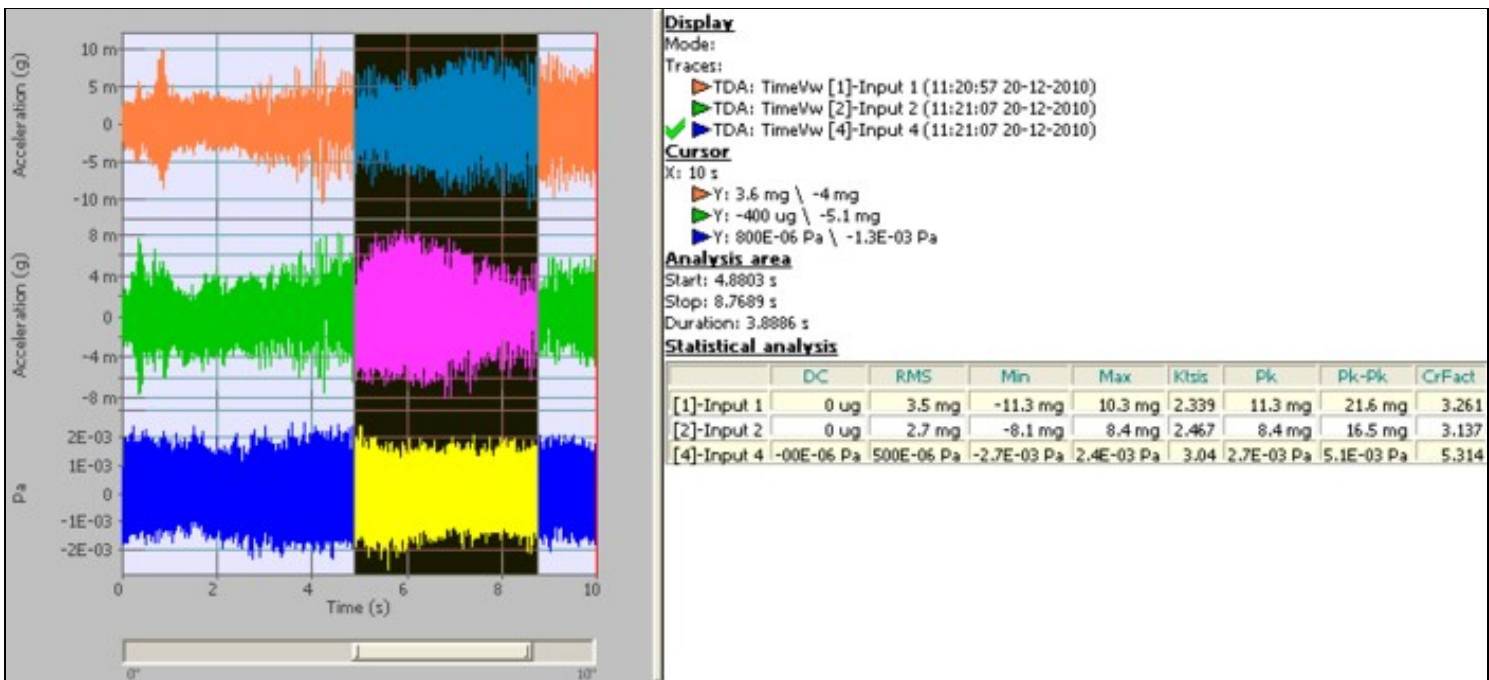 Acceleration (g)
10 m
5 m
0
-5 m
-10 m
Acceleration (g)
8 m
4 m
0
-4 m
-8 m
Pa
2E-03
1E-03
0
-1E-03
-2E-03
0 2 4 6 8 10
Time (s)
0" 10"
Display
Mode:
Traces:
TDA: TimeVw [1]-Input 1 (11:20:57 20-12-2010)
TDA: TimeVw [2]-Input 2 (11:21:07 20-12-2010)
TDA: TimeVw [4]-Input 4 (11:21:07 20-12-2010)
Cursor
X: 10 s
Y: 3.6 mg \ -4 mg
Y: -400 ug \ -5.1 mg
Y: 800E-06 Pa \ -1.3E-03 Pa
Analysis area
Start: 4.8803 s
Stop: 8.7689 s
Duration: 3.8886 s
Statistical analysis
DC RMS Min Max Ktsis Pk Pk-Pk CrFact
[1]-Input 1 0 ug 3.5 mg -11.3 mg 10.3 mg 2.339 11.3 mg 21.6 mg 3.261
[2]-Input 2 0 ug 2.7 mg -8.1 mg 8.4 mg 2.467 8.4 mg 16.5 mg 3.137
[4]-Input 4 -00E-06 Pa 500E-06 Pa -2.7E-03 Pa 2.4E-03 Pa 3.04 2.7E-03 Pa 5.1E-03 Pa 5.314